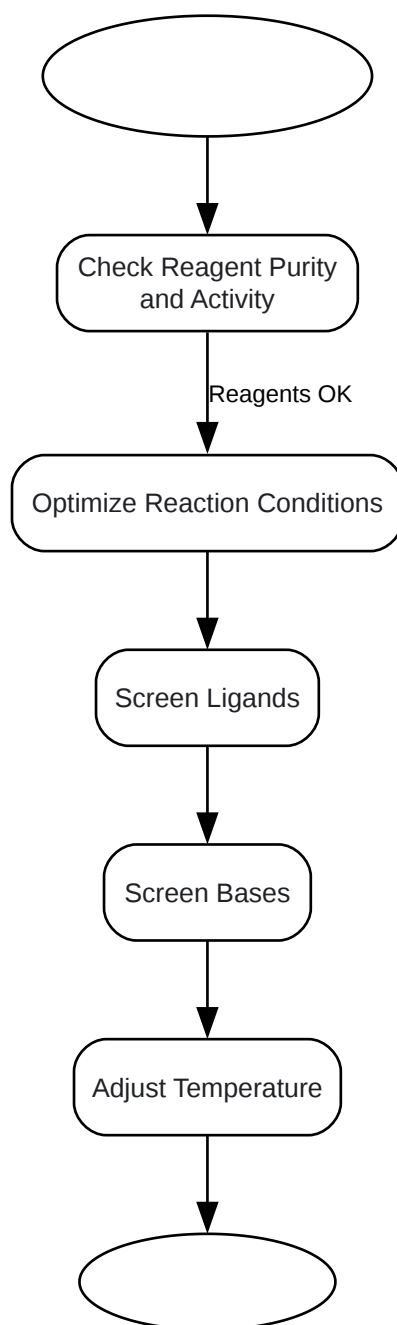 Check Reagent Purity
and Activity
Reagents OK
Optimize Reaction Conditions
Screen Ligands
Screen Bases
Adjust Temperature